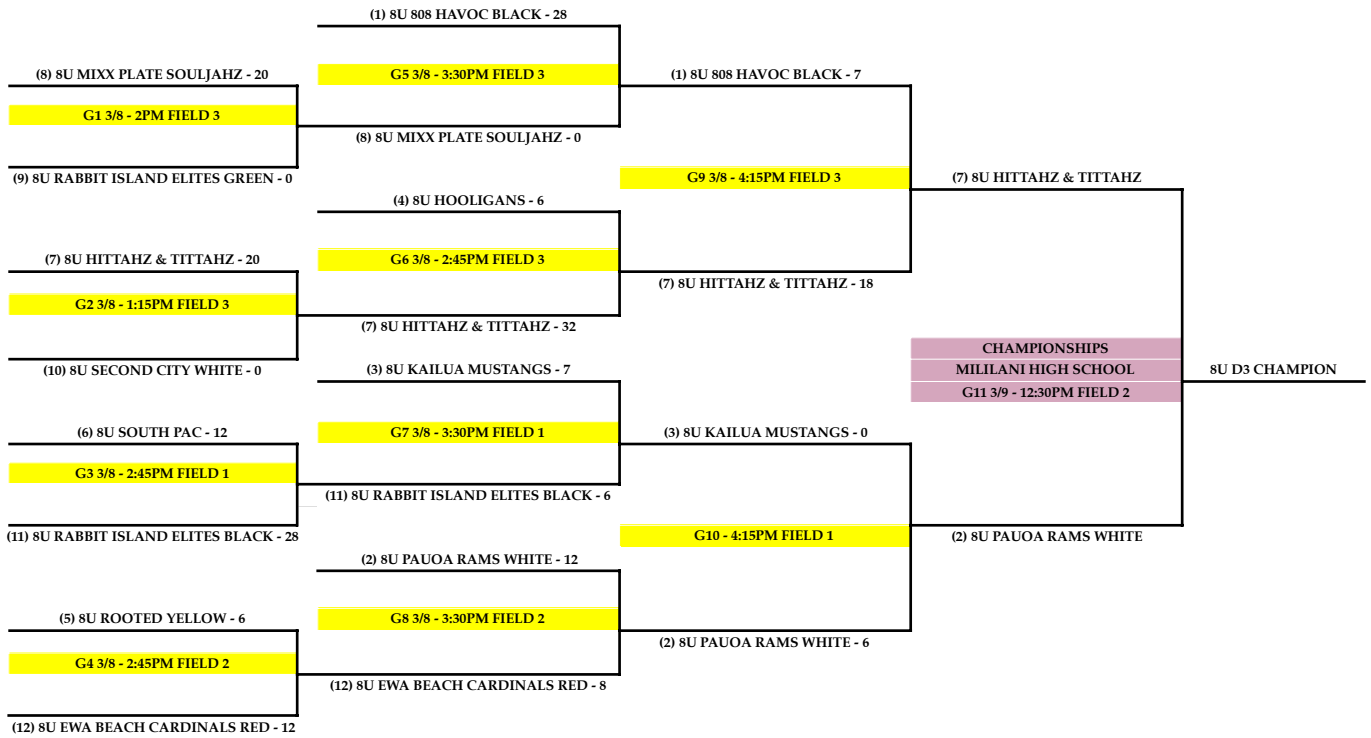 (1) 8U 808 HAVOC BLACK - 28
(8) 8U MIXX PLATE SOULJAHZ - 20
G5 3/8 - 3:30PM FIELD 3
(1) 8U 808 HAVOC BLACK - 7
G1 3/8 - 2PM FIELD 3
(8) 8U MIXX PLATE SOULJAHZ - 0
(9) 8U RABBIT ISLAND ELITES GREEN - 0
G9 3/8 - 4:15PM FIELD 3
(7) 8U HITTAHZ & TITTAHZ
(4) 8U HOOLIGANS - 6
(7) 8U HITTAHZ & TITTAHZ - 20
G6 3/8 - 2:45PM FIELD 3
(7) 8U HITTAHZ & TITTAHZ - 18
G2 3/8 - 1:15PM FIELD 3
(7) 8U HITTAHZ & TITTAHZ - 32
CHAMPIONSHIPS
(10) 8U SECOND CITY WHITE - 0
(3) 8U KAILUA MUSTANGS - 7
MILILANI HIGH SCHOOL
8U D3 CHAMPION
G11 3/9 - 12:30PM FIELD 2
(6) 8U SOUTH PAC - 12
G7 3/8 - 3:30PM FIELD 1
(3) 8U KAILUA MUSTANGS - 0
G3 3/8 - 2:45PM FIELD 1
(11) 8U RABBIT ISLAND ELITES BLACK - 6
(11) 8U RABBIT ISLAND ELITES BLACK - 28
G10 - 4:15PM FIELD 1
(2) 8U PAUOA RAMS WHITE
(2) 8U PAUOA RAMS WHITE - 12
(5) 8U ROOTED YELLOW - 6
G8 3/8 - 3:30PM FIELD 2
(2) 8U PAUOA RAMS WHITE - 6
G4 3/8 - 2:45PM FIELD 2
(12) 8U EWA BEACH CARDINALS RED - 8
(12) 8U EWA BEACH CARDINALS RED - 12